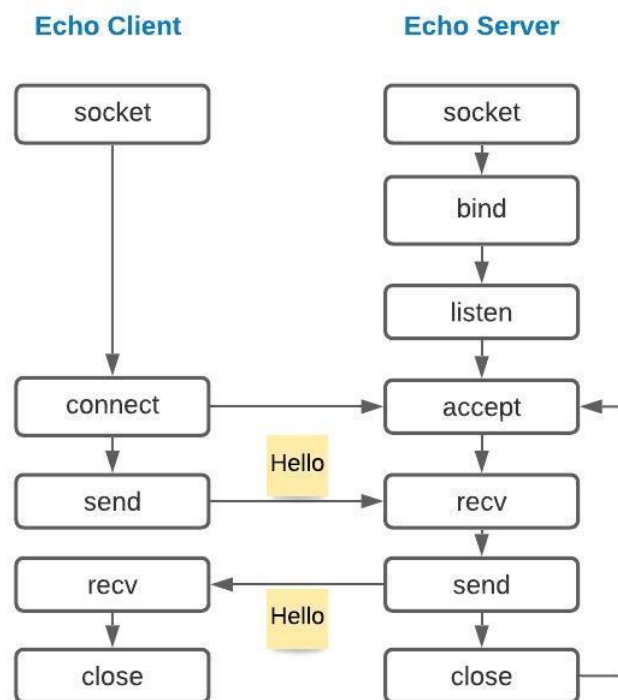 Echo Client
Echo Server
socket
socket
bind
listen
connect
accept
Hello
send
recv
recv
send
Hello
close
close